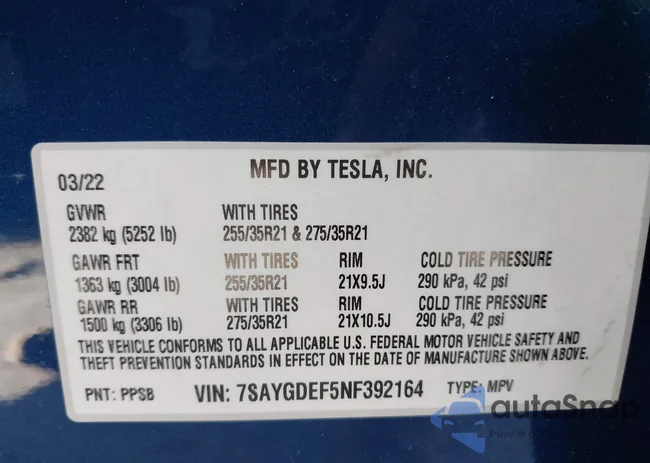 03/22 MFD BY TESLA, INC.
GVWR WITH TIRES
2382 kg (5252 lb) 255/35R21 & 275/35R21
GAWR FRT WITH TIRES RIM COLD TIRE PRESSURE
1363 kg (3004 lb) 255/35R21 21X9.5J 290 kPa, 42 psi
GAWR RR WITH TIRES RIM COLD TIRE PRESSURE
1500 kg (3306 lb) 275/35R21 21X10.5J 290 kPa, 42 psi
THIS VEHICLE CONFORMS TO ALL APPLICABLE U.S. FEDERAL MOTOR VEHICLE SAFETY AND
THEFT PREVENTION STANDARDS IN EFFECT ON THE DATE OF MANUFACTURE SHOWN ABOVE.
PNT: PPSB VIN: 7SAYGDEF5NF392164 TYPE: MPV
autoSnap
Pewne